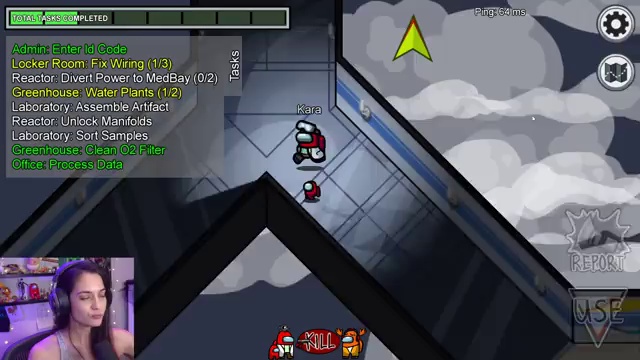 TOTAL TASKS COMPLETED
Ping: 64 ms
Admin: Enter Id Code
Locker Room: Fix Wiring (1/3)
Reactor: Divert Power to MedBay (0/2)
Greenhouse: Water Plants (1/2)
Laboratory: Assemble Artifact
Reactor: Unlock Manifolds
Laboratory: Sort Samples
Greenhouse: Clean O2 Filter
Office: Process Data
Tasks
Kara
REPORT
USE
KILL